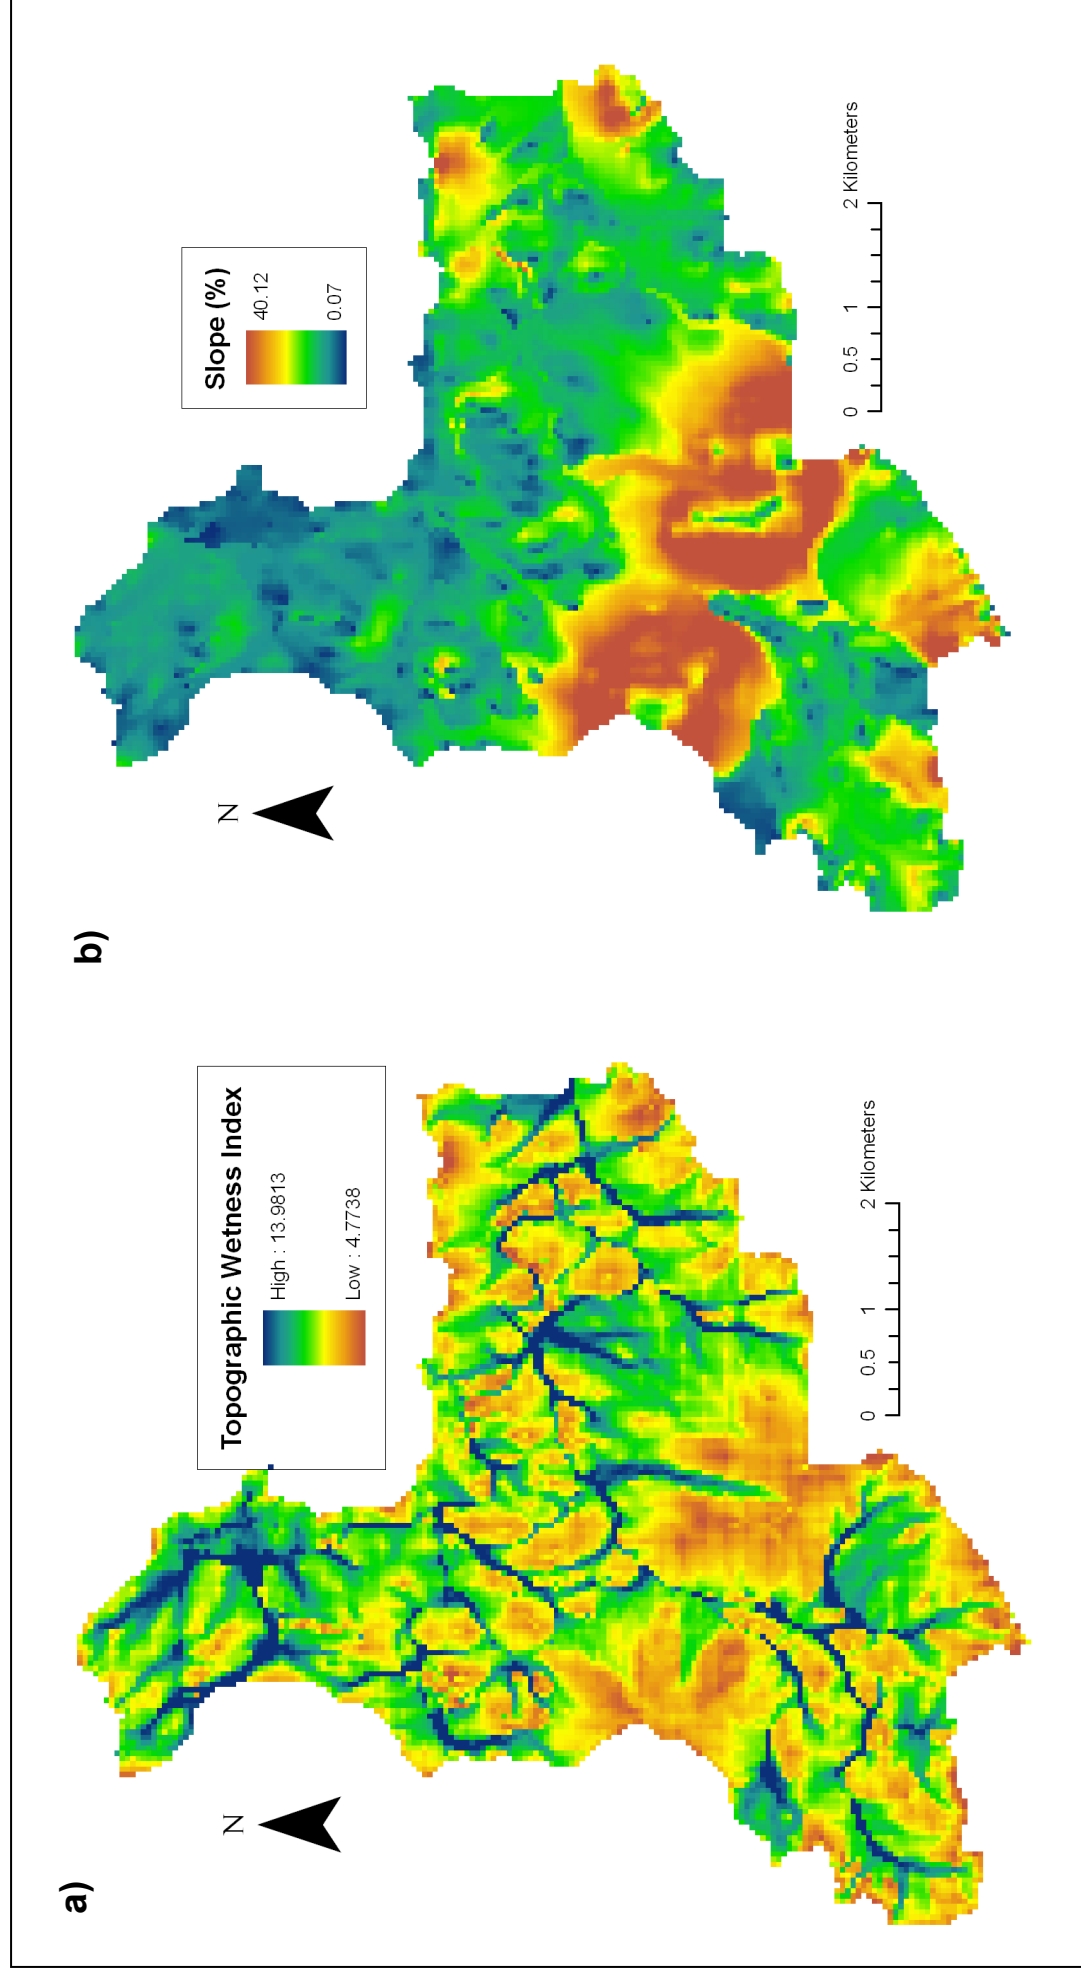 a)
N
Topographic Wetness Index
High : 13.9813
Low : 4.7738
0 0.5 1 2 Kilometers
b)
N
Slope (%)
40.12
0.07
0 0.5 1 2 Kilometers